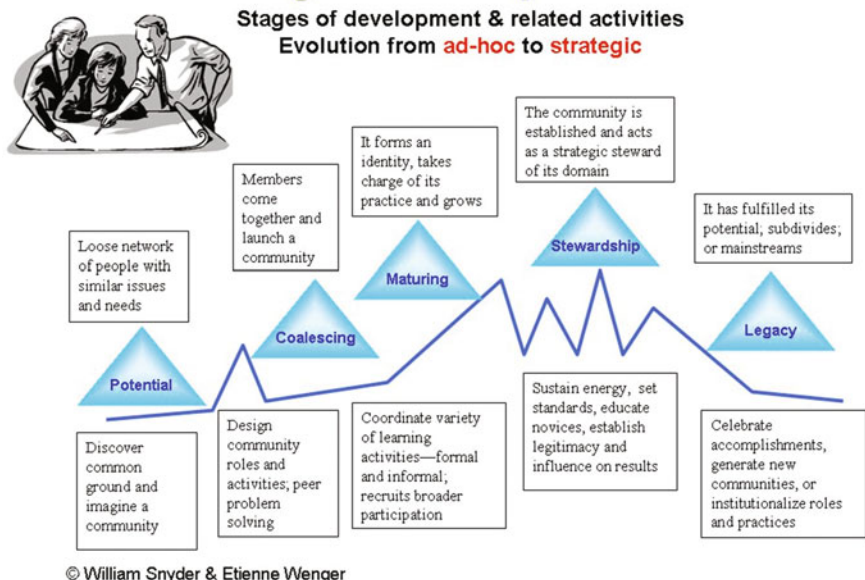 Stages of development & related activities
Evolution from ad-hoc to strategic
Loose network
of people with
similar issues
and needs
Potential
Discover
common
ground and
imagine a
community
Members
come
together and
launch a
community
Coalescing
Design
community
roles and
activities; peer
problem
solving
It forms an
identity, takes
charge of its
practice and grows
Maturing
Coordinate variety
of learning
activities—formal
and informal;
recruits broader
participation
The community is
established and acts
as a strategic steward
of its domain
Stewardship
Sustain energy, set
standards, educate
novices, establish
legitimacy and
influence on results
It has fulfilled its
potential; subdivides;
or mainstreams
Legacy
Celebrate
accomplishments,
generate new
communities, or
institutionalize roles
and practices
© William Snyder & Etienne Wenger